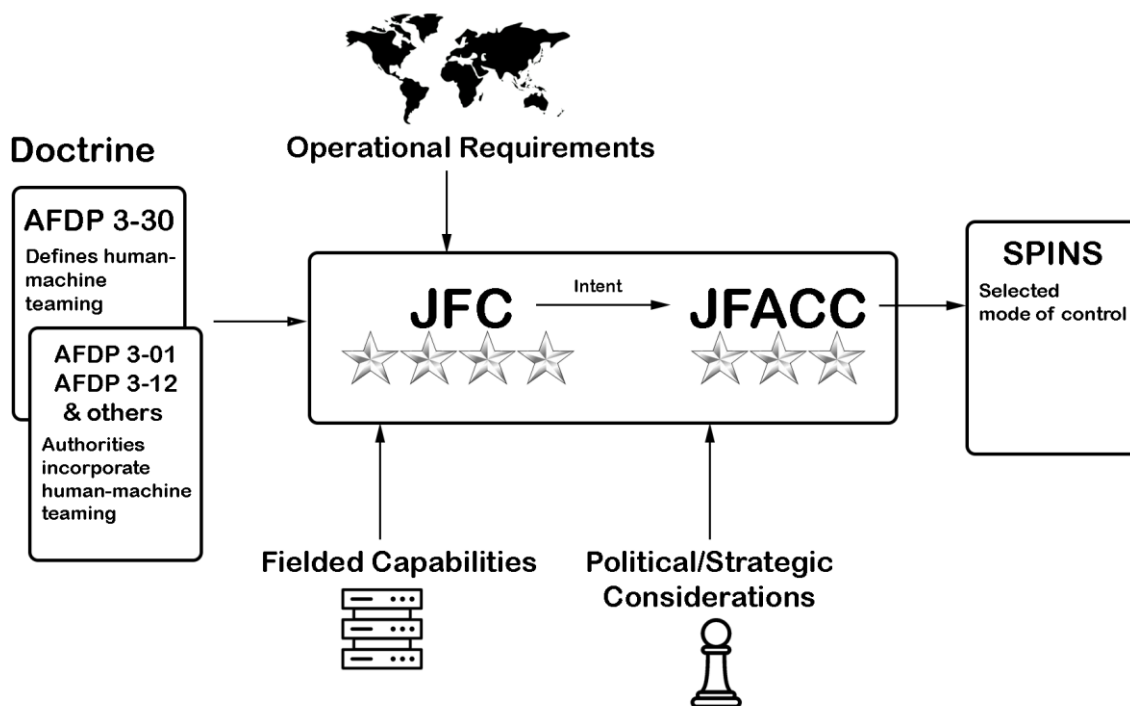 Operational Requirements
Doctrine
AFDP 3-30
Defines human-
machine
teaming
AFDP 3-01
AFDP 3-12
& others
Authorities
incorporate
human-machine
teaming
JFC
Intent
JFACC
SPINS
Selected
mode of control
Fielded Capabilities
Political/Strategic
Considerations